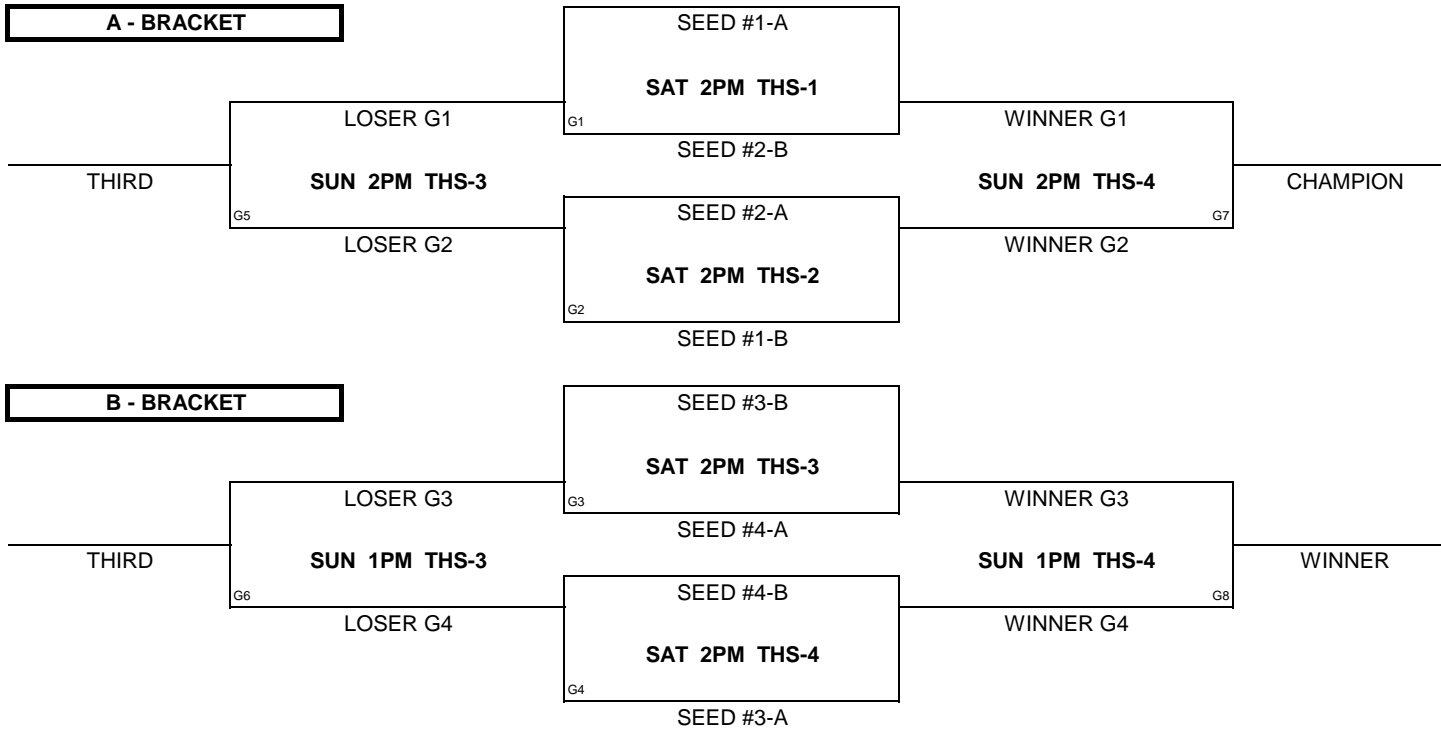 A - BRACKET
SEED #1-A
SAT 2PM THS-1
LOSER G1
G1
WINNER G1
SEED #2-B
THIRD
SUN 2PM THS-3
SUN 2PM THS-4
CHAMPION
G5
SEED #2-A
G7
LOSER G2
WINNER G2
SAT 2PM THS-2
G2
SEED #1-B
B - BRACKET
SEED #3-B
SAT 2PM THS-3
LOSER G3
G3
WINNER G3
SEED #4-A
THIRD
SUN 1PM THS-3
SUN 1PM THS-4
WINNER
G6
SEED #4-B
G8
LOSER G4
WINNER G4
SAT 2PM THS-4
G4
SEED #3-A